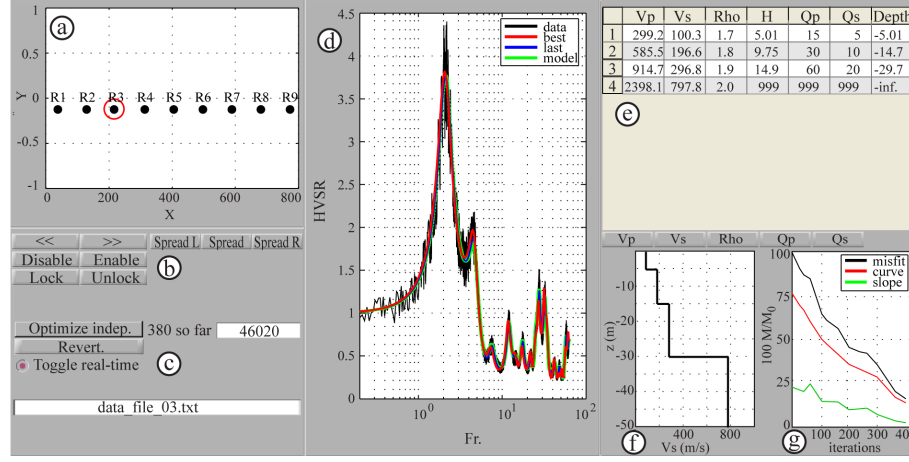 a
1
0.5
Y
0
-0.5
-1
R1 R2 R3 R4 R5 R6 R7 R8 R9
0 200 400 600 800
X
<< >> Spread L Spread Spread R
Disable Enable
Lock Unlock
b
Optimize indep. 380 so far 46020
Revert.
Toggle real-time
c
data_file_03.txt
d
data
best
last
model
HVSR
4.5
4
3.5
3
2.5
2
1.5
1
0.5
0
10^0 10^1 10^2
Fr.
Vp Vs Rho H Qp Qs Depth
1 299.2 100.3 1.7 5.01 15 5 -5.01
2 585.5 196.6 1.8 9.75 30 10 -14.7
3 914.7 296.8 1.9 14.9 60 20 -29.7
4 2398.1 797.8 2.0 999 999 999 -inf.
e
Vp Vs Rho Qp Qs
z (m)
-10
-20
-30
-40
-50
400 800
Vs (m/s)
f
misfit
curve
slope
100 M/M0
100
75
50
25
0
100 200 300 40
iterations
g